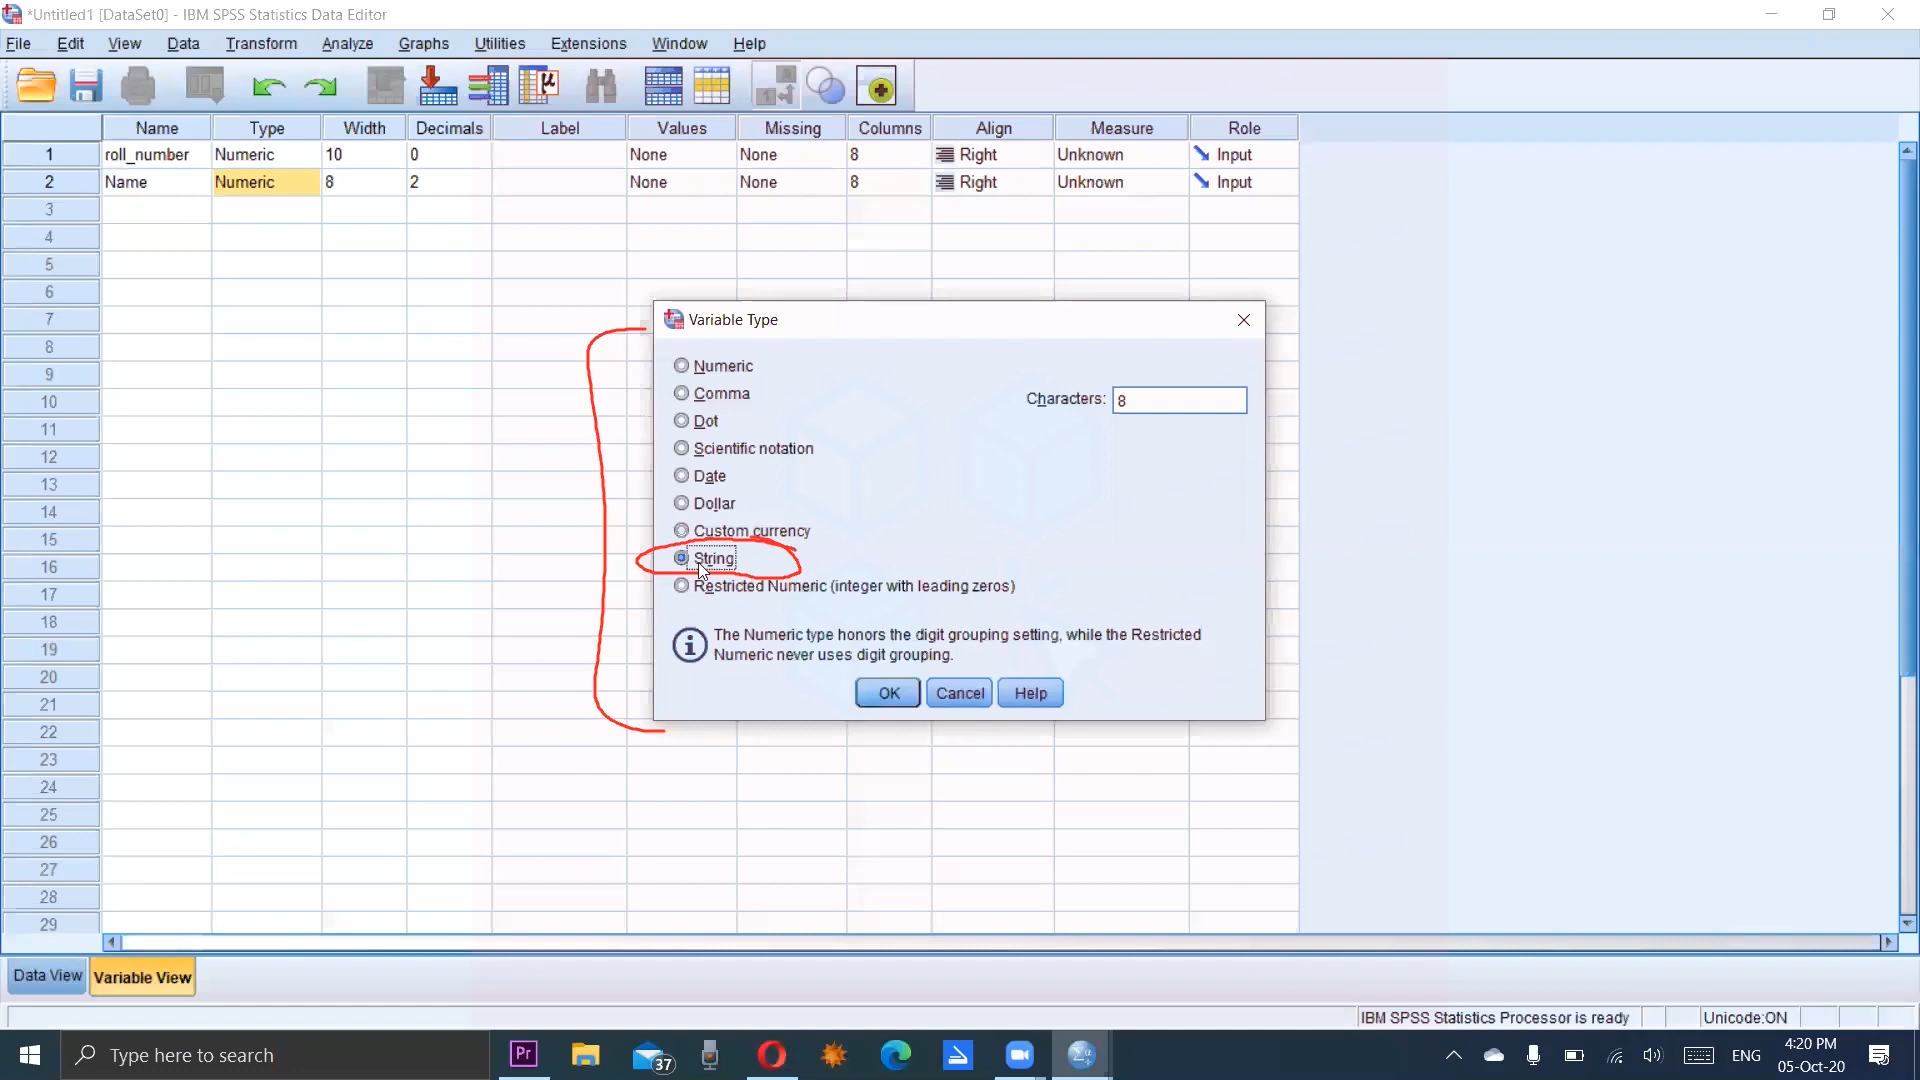 *Untitled1 [DataSet0] - IBM SPSS Statistics Data Editor
File Edit View Data Transform Analyze Graphs Utilities Extensions Window Help
Name Type Width Decimals Label Values Missing Columns Align Measure Role
1 roll_number Numeric 10 0 None None 8 Right Unknown Input
2 Name Numeric 8 2 None None 8 Right Unknown Input
3
4
5
6
7
8
9
10
11
12
13
14
15
16
17
18
19
20
21
22
23
24
25
26
27
28
29
Variable Type
Numeric
Comma
Characters: 8
Dot
Scientific notation
Date
Dollar
Custom currency
String
Restricted Numeric (integer with leading zeros)
The Numeric type honors the digit grouping setting, while the Restricted
Numeric never uses digit grouping.
OK Cancel Help
Data View Variable View
IBM SPSS Statistics Processor is ready Unicode:ON
Type here to search
Pr
37
ENG
4:20 PM
05-Oct-20